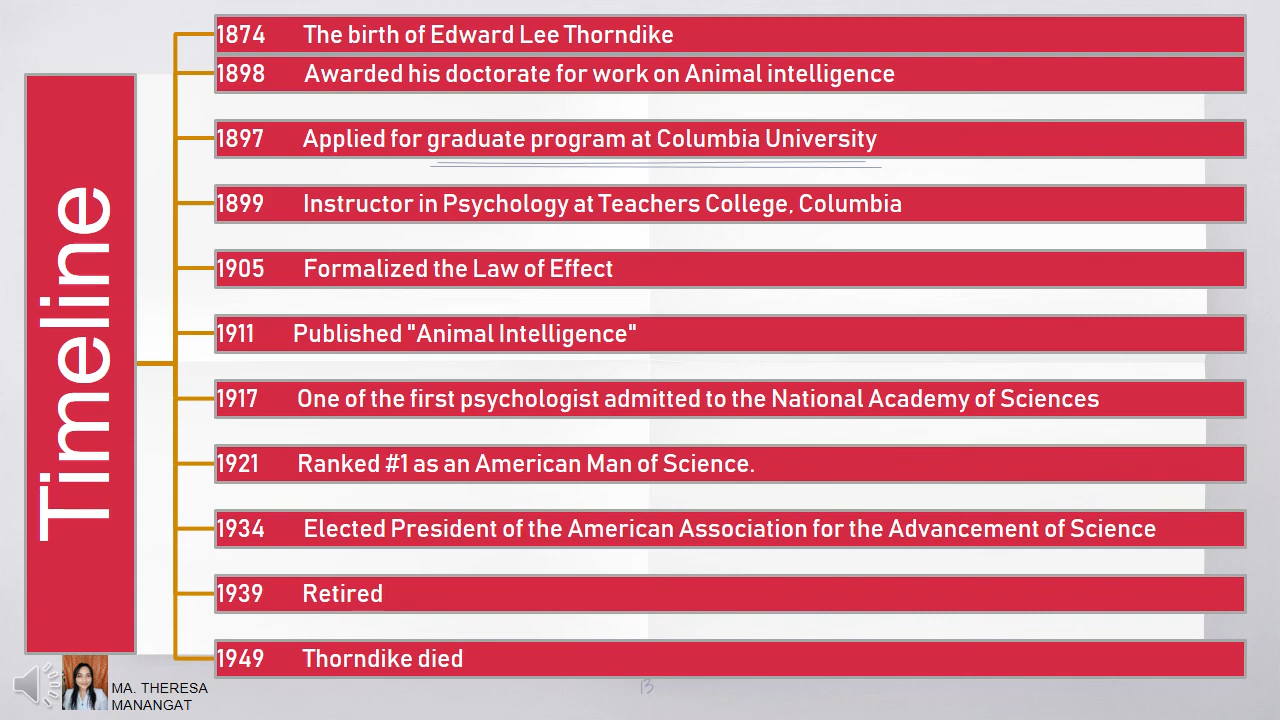 Timeline
1874 The birth of Edward Lee Thorndike
1898 Awarded his doctorate for work on Animal intelligence
1897 Applied for graduate program at Columbia University
1899 Instructor in Psychology at Teachers College, Columbia
1905 Formalized the Law of Effect
1911 Published "Animal Intelligence"
1917 One of the first psychologist admitted to the National Academy of Sciences
1921 Ranked #1 as an American Man of Science.
1934 Elected President of the American Association for the Advancement of Science
1939 Retired
1949 Thorndike died
MA. THERESA
MANANGAT
13